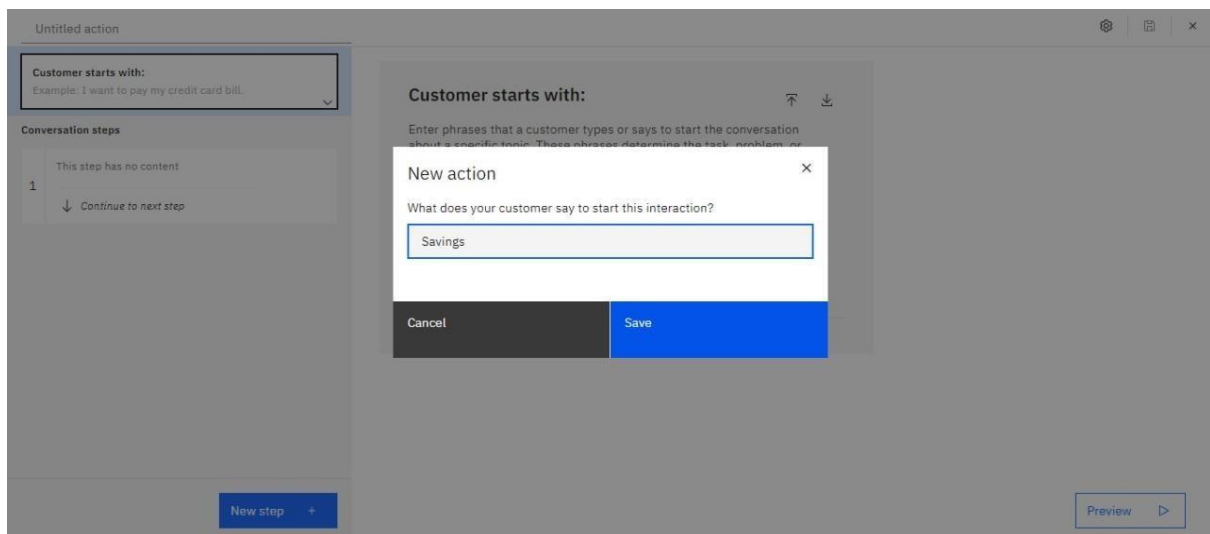 Untitled action
Customer starts with:
Example: I want to pay my credit card bill.
Conversation steps
1
This step has no content
Continue to next step
New step +
Customer starts with:
Enter phrases that a customer types or says to start the conversation
about a specific topic. These phrases determine the task, problem, or
New action
What does your customer say to start this interaction?
Savings
Cancel
Save
Preview